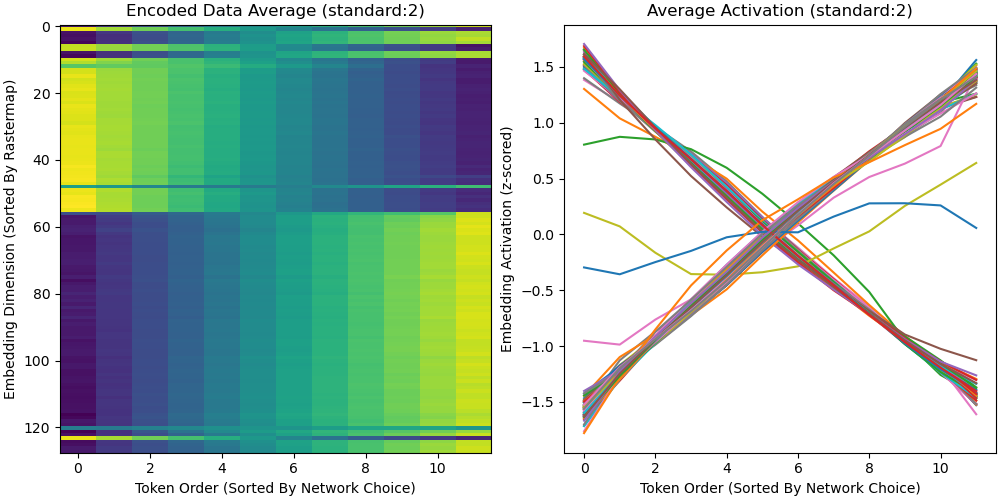 Encoded Data Average (standard:2)
Embedding Dimension (Sorted By Rastermap)
0
20
40
60
80
100
120
0 2 4 6 8 10
Token Order (Sorted By Network Choice)
Average Activation (standard:2)
Embedding Activation (z-scored)
1.5
1.0
0.5
0.0
−0.5
−1.0
−1.5
0 2 4 6 8 10
Token Order (Sorted By Network Choice)